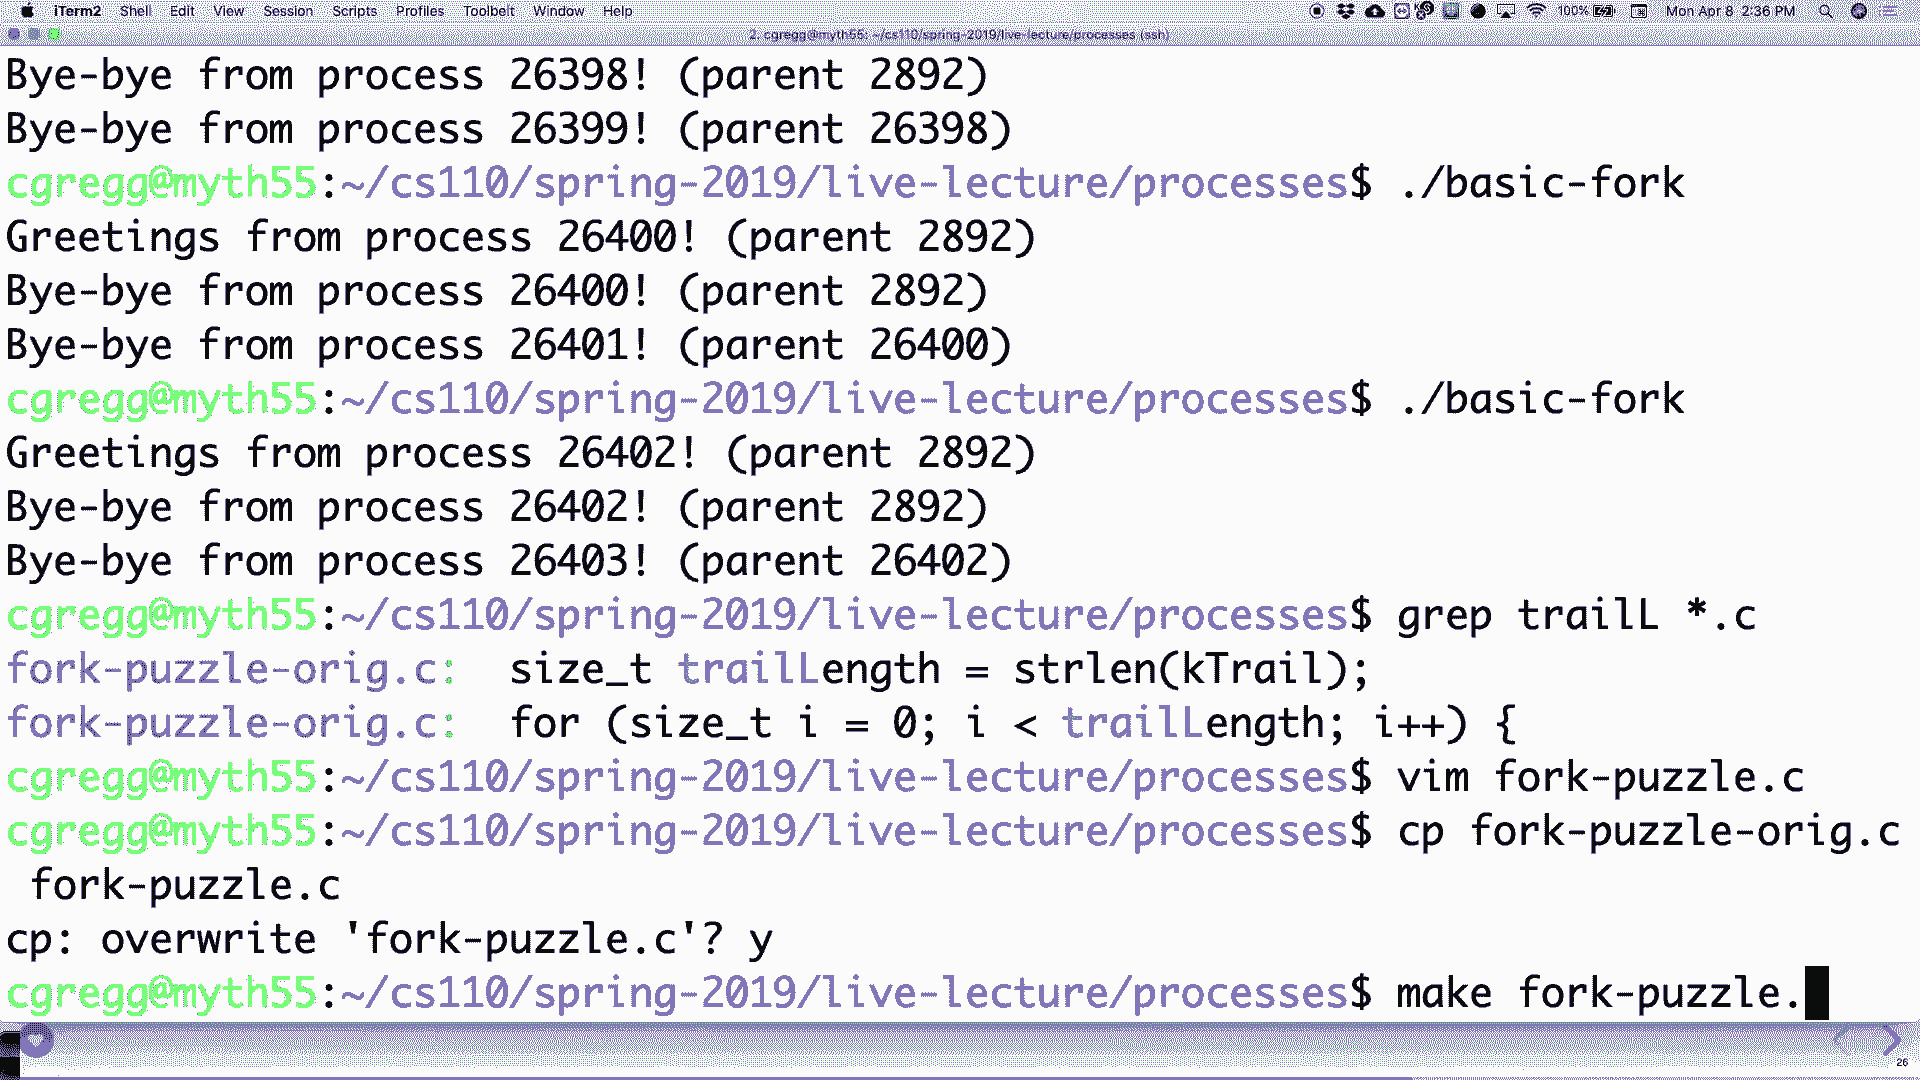 iTerm2 Shell Edit View Session Scripts Profiles Toolbelt Window Help 100% Mon Apr 8 2:36 PM
2. cgregg@myth55: ~/cs110/spring-2019/live-lecture/processes (ssh)
Bye-bye from process 26398! (parent 2892)
Bye-bye from process 26399! (parent 26398)
cgregg@myth55:~/cs110/spring-2019/live-lecture/processes$ ./basic-fork
Greetings from process 26400! (parent 2892)
Bye-bye from process 26400! (parent 2892)
Bye-bye from process 26401! (parent 26400)
cgregg@myth55:~/cs110/spring-2019/live-lecture/processes$ ./basic-fork
Greetings from process 26402! (parent 2892)
Bye-bye from process 26402! (parent 2892)
Bye-bye from process 26403! (parent 26402)
cgregg@myth55:~/cs110/spring-2019/live-lecture/processes$ grep trailL *.c
fork-puzzle-orig.c:  size_t trailLength = strlen(kTrail);
fork-puzzle-orig.c:  for (size_t i = 0; i < trailLength; i++) {
cgregg@myth55:~/cs110/spring-2019/live-lecture/processes$ vim fork-puzzle.c
cgregg@myth55:~/cs110/spring-2019/live-lecture/processes$ cp fork-puzzle-orig.c
 fork-puzzle.c
cp: overwrite 'fork-puzzle.c'? y
cgregg@myth55:~/cs110/spring-2019/live-lecture/processes$ make fork-puzzle.
26